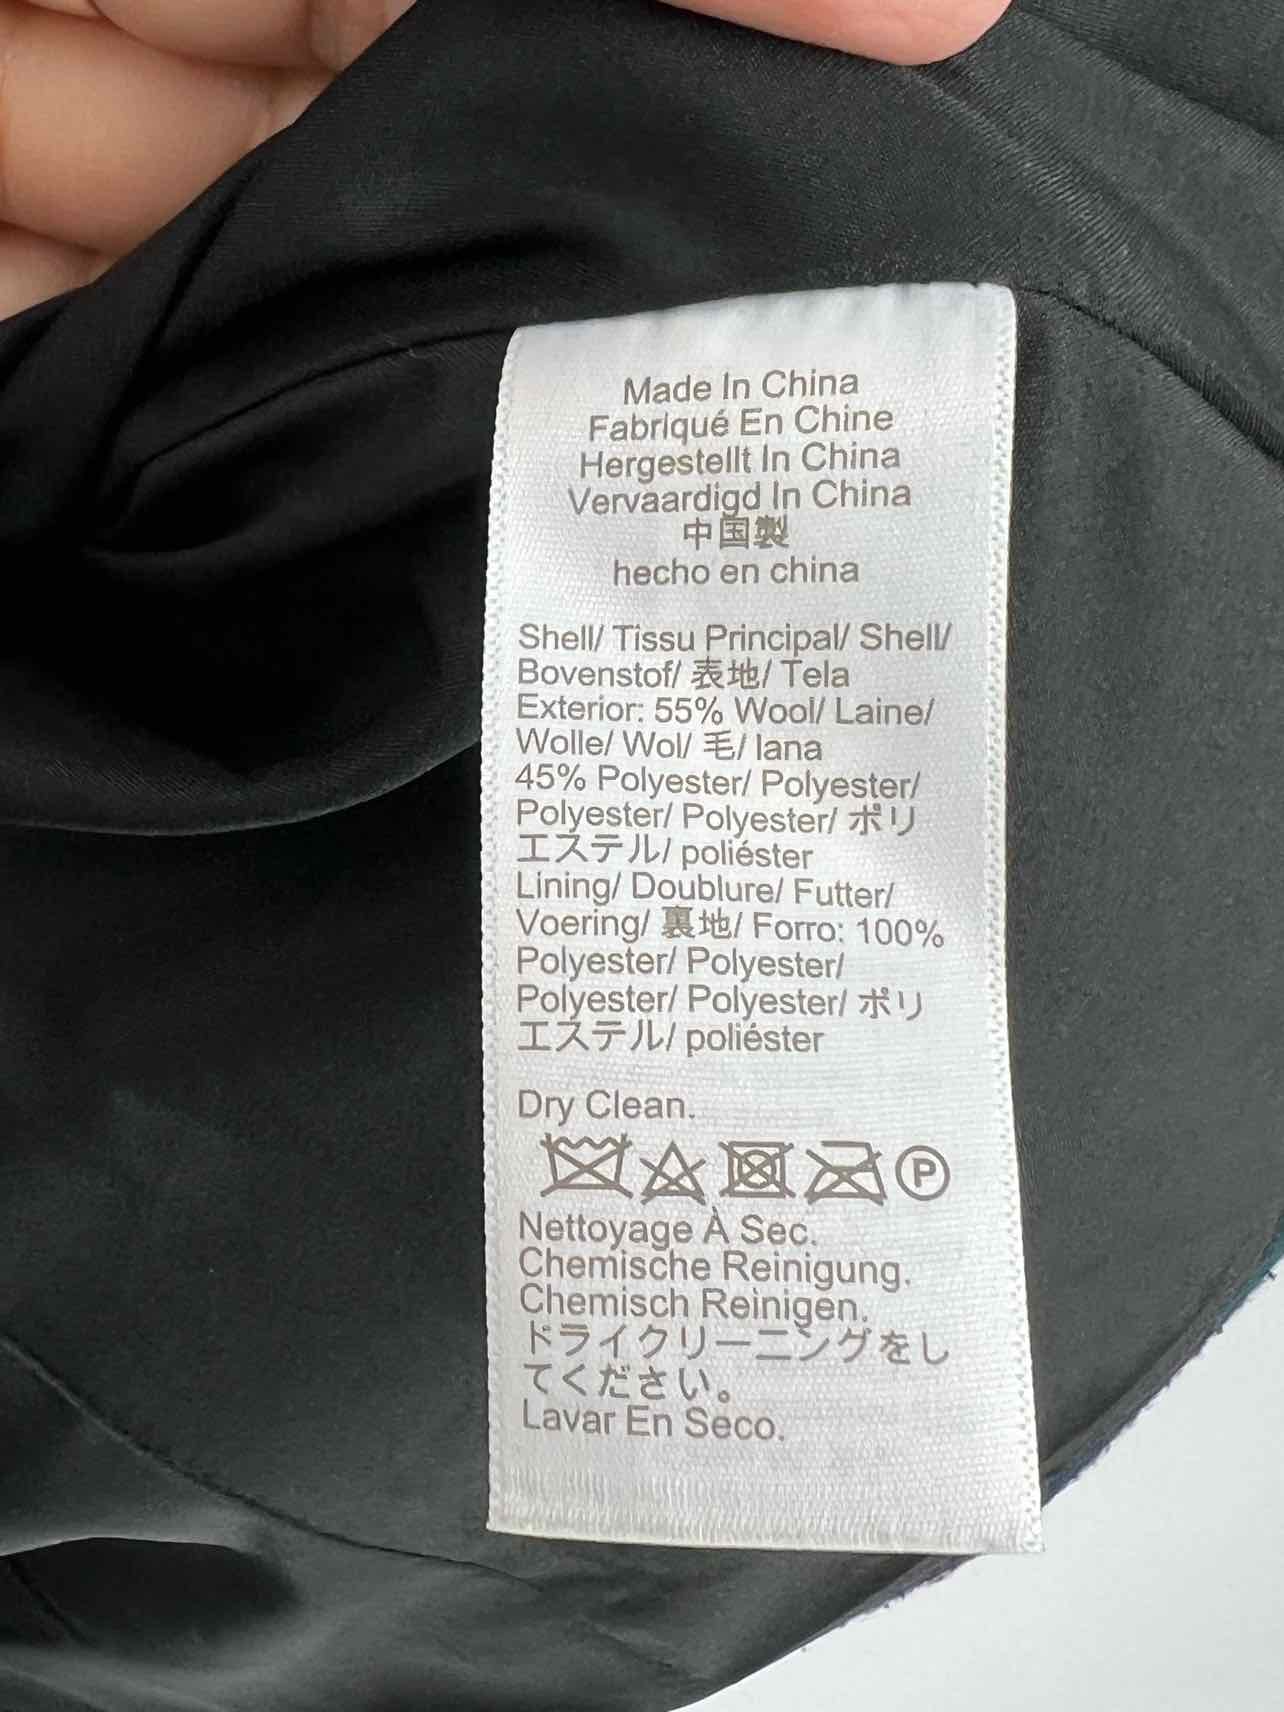 Made In China
Fabriqué En Chine
Hergestellt In China
Vervaardigd In China
中国製
hecho en china
Shell/ Tissu Principal/ Shell/
Bovenstof/ 表地/ Tela
Exterior: 55% Wool/ Laine/
Wolle/ Wol/ 毛/ lana
45% Polyester/ Polyester/
Polyester/ Polyester/ ポリ
エステル/ poliéster
Lining/ Doublure/ Futter/
Voering/ 裏地/ Forro: 100%
Polyester/ Polyester/
Polyester/ Polyester/ ポリ
エステル/ poliéster
Dry Clean.
P
Nettoyage À Sec.
Chemische Reinigung.
Chemisch Reinigen.
ドライクリーニングをし
てください。
Lavar En Seco.